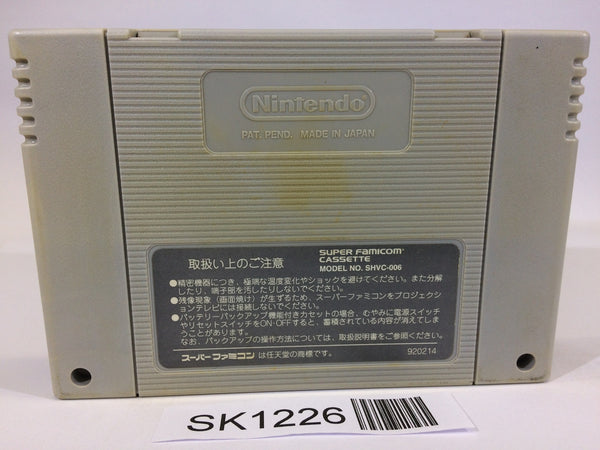 Nintendo
PAT. PEND. MADE IN JAPAN
取扱い上のご注意
SUPER FAMICOM
CASSETTE
MODEL NO. SHVC-006
●精密機器につき、極端な温度変化やショックを避けてください。また分解
したり、端子部を汚したりしないでください。
●残像現象（画面焼け）が生ずるため、スーパーファミコンをプロジェクシ
ョンテレビには接続しないでください。
●バッテリーバックアップ機能付きカセットの場合、むやみに電源スイッチ
やリセットスイッチをON・OFFすると、蓄積されている内容が消えてしま
うことがあります。
なお、バックアップの操作方法については、取扱説明書をご参照ください。
スーパーファミコン は任天堂の商標です。
920214
SK1226